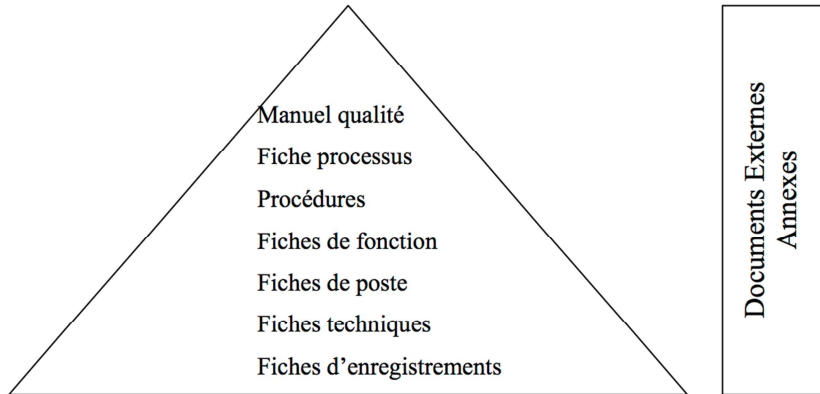 Manuel qualité
Fiche processus
Procédures
Fiches de fonction
Fiches de poste
Fiches techniques
Fiches d’enregistrements
Documents Externes
Annexes